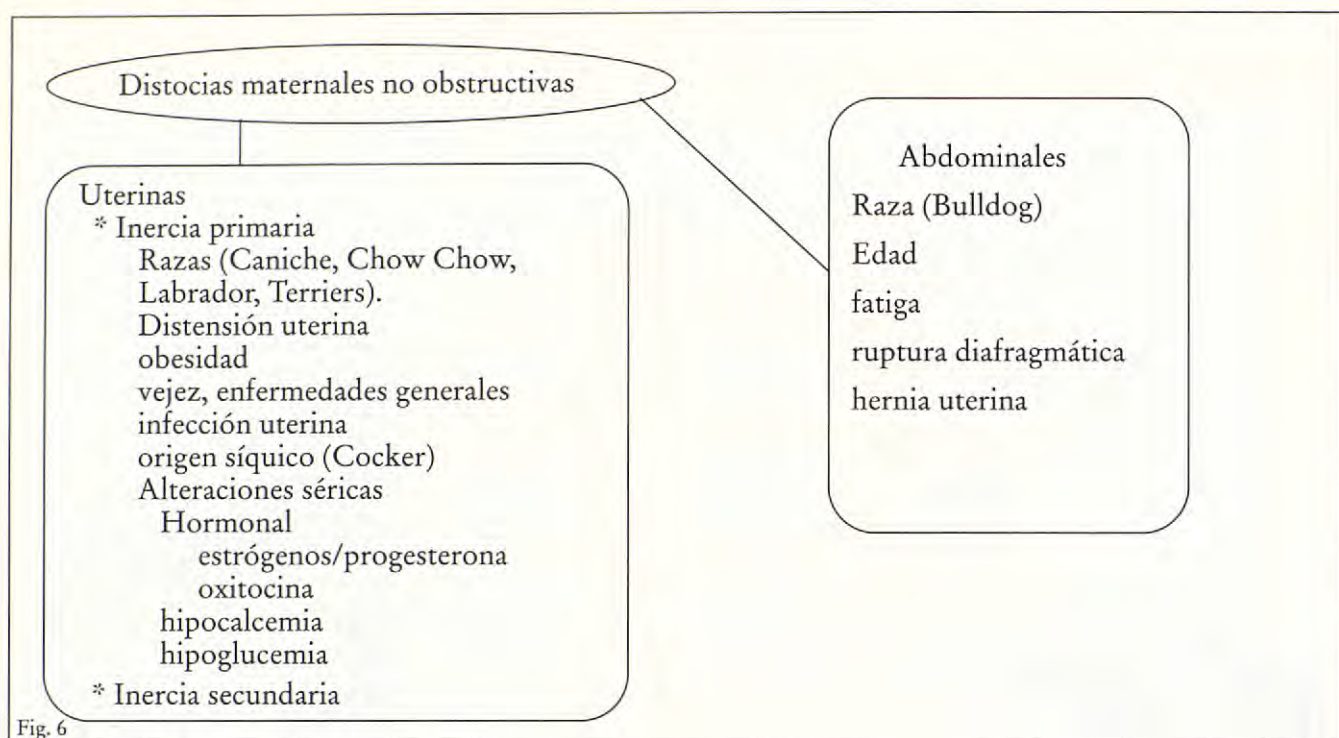 Distocias maternales no obstructivas
Uterinas
* Inercia primaria
Razas (Caniche, Chow Chow,
Labrador, Terriers).
Distensión uterina
obesidad
vejez, enfermedades generales
infección uterina
origen síquico (Cocker)
Alteraciones séricas
Hormonal
estrógenos/progesterona
oxitocina
hipocalcemia
hipoglucemia
* Inercia secundaria
Abdominales
Raza (Bulldog)
Edad
fatiga
ruptura diafragmática
hernia uterina
Fig. 6